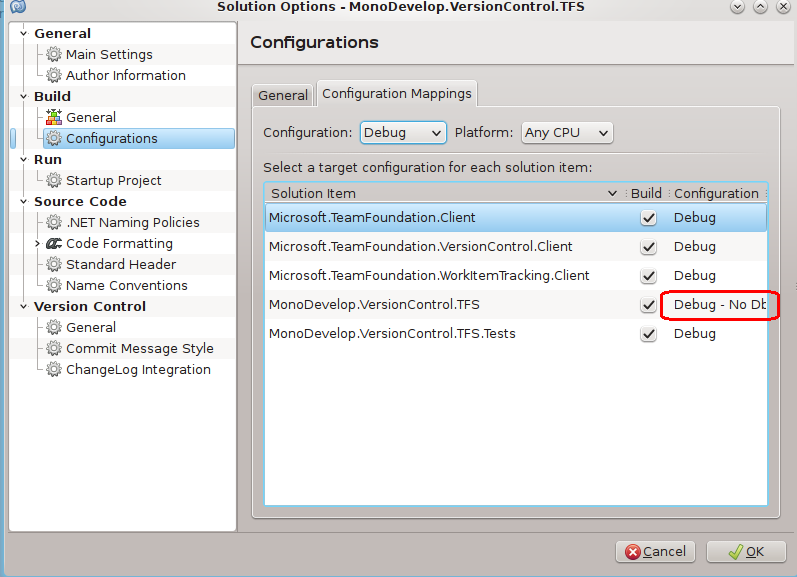 Solution Options - MonoDevelop.VersionControl.TFS
General
Main Settings
Author Information
Build
General
Configurations
Run
Startup Project
Source Code
.NET Naming Policies
Code Formatting
Standard Header
Name Conventions
Version Control
General
Commit Message Style
ChangeLog Integration
Configurations
General Configuration Mappings
Configuration: Debug Platform: Any CPU
Select a target configuration for each solution item:
Solution Item Build Configuration
Microsoft.TeamFoundation.Client Debug
Microsoft.TeamFoundation.VersionControl.Client Debug
Microsoft.TeamFoundation.WorkItemTracking.Client Debug
MonoDevelop.VersionControl.TFS Debug - No Db
MonoDevelop.VersionControl.TFS.Tests Debug
Cancel OK